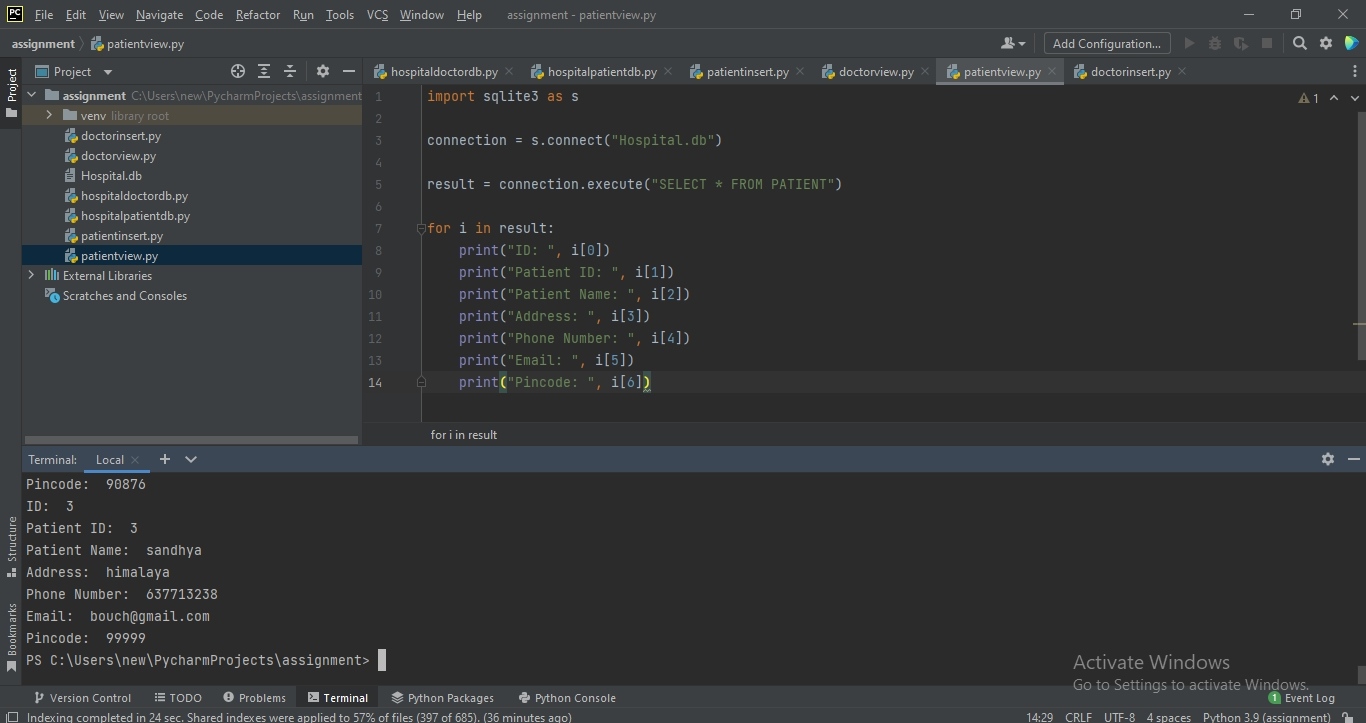 PC File Edit View Navigate Code Refactor Run Tools VCS Window Help assignment - patientview.py
assignment patientview.py Add Configuration...
Project
hospitaldoctordb.py hospitalpatientdb.py patientinsert.py doctorview.py patientview.py doctorinsert.py
Project
assignment C:\Users\new\PycharmProjects\assignment
venv library root
doctorinsert.py
doctorview.py
Hospital.db
hospitaldoctordb.py
hospitalpatientdb.py
patientinsert.py
patientview.py
External Libraries
Scratches and Consoles
1 import sqlite3 as s
2
3 connection = s.connect("Hospital.db")
4
5 result = connection.execute("SELECT * FROM PATIENT")
6
7 for i in result:
8 print("ID: ", i[0])
9 print("Patient ID: ", i[1])
10 print("Patient Name: ", i[2])
11 print("Address: ", i[3])
12 print("Phone Number: ", i[4])
13 print("Email: ", i[5])
14 print("Pincode: ", i[6])
1
for i in result
Terminal: Local
Pincode:  90876
ID:  3
Patient ID:  3
Patient Name:  sandhya
Address:  himalaya
Phone Number:  637713238
Email:  bouch@gmail.com
Pincode:  99999
PS C:\Users\new\PycharmProjects\assignment>
Structure
Bookmarks
Activate Windows
Go to Settings to activate Windows.
Version Control TODO Problems Terminal Python Packages Python Console 1 Event Log
Indexing completed in 24 sec. Shared indexes were applied to 57% of files (397 of 685). (36 minutes ago) 14:29 CRLF UTF-8 4 spaces Python 3.9 (assignment)